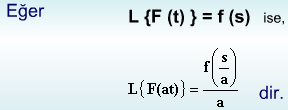 Eğer L {F (t) } = f (s) ise,
L{ F(at)} = f(s/a)/a dir.